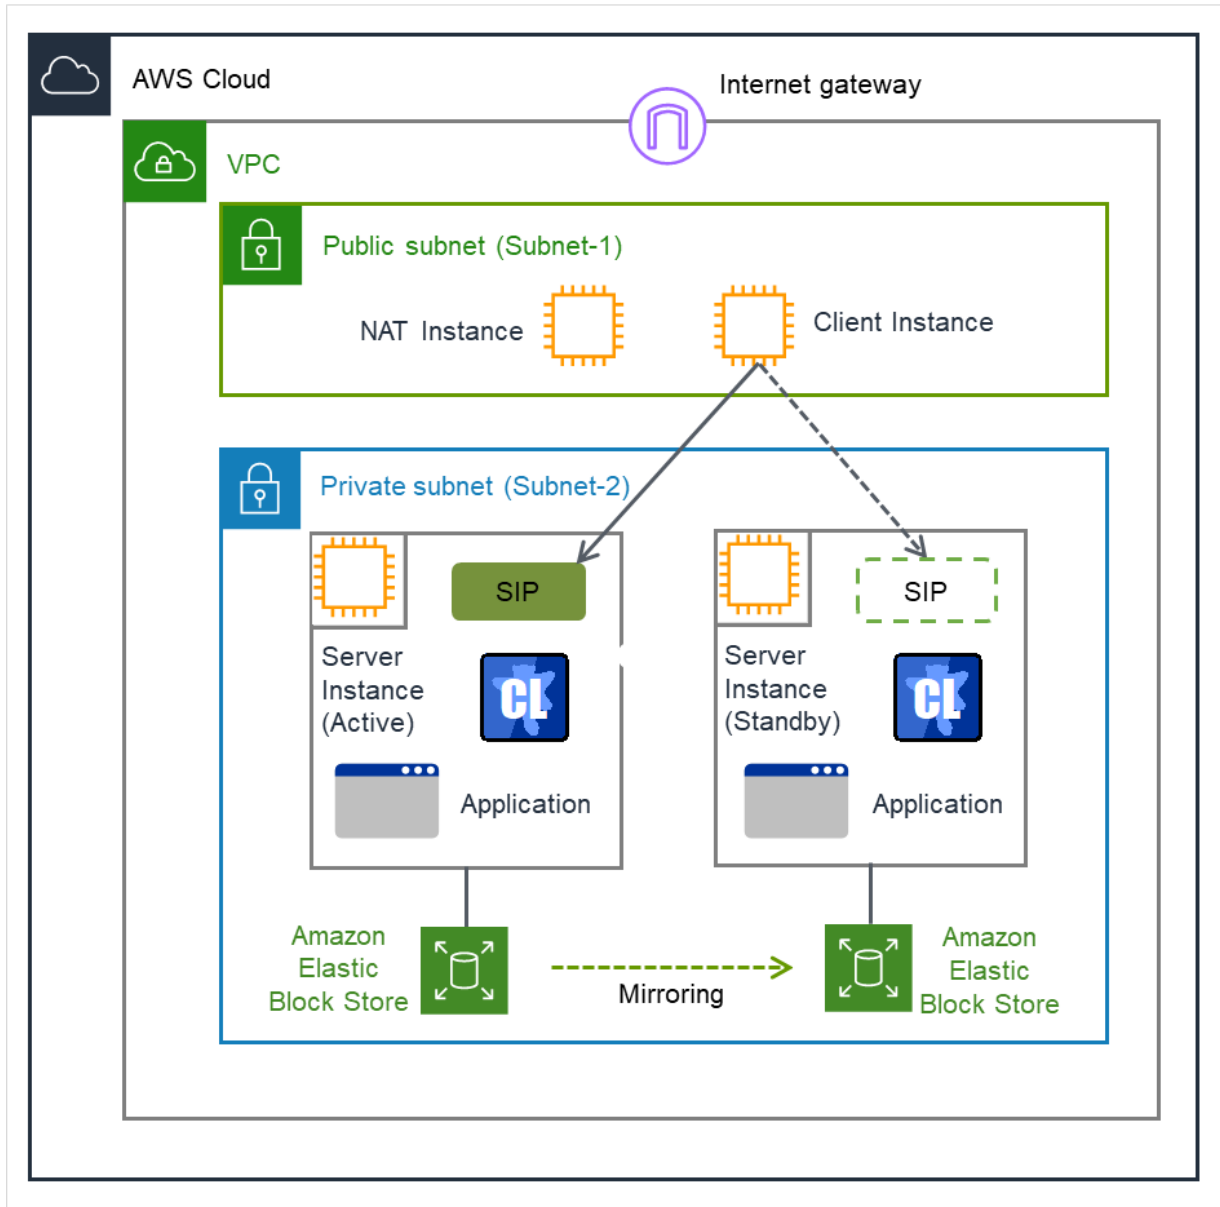 AWS Cloud
Internet gateway
VPC
Public subnet (Subnet-1)
NAT Instance
Client Instance
Private subnet (Subnet-2)
SIP
Server
Instance
(Active)
CL
Application
SIP
Server
Instance
(Standby)
CL
Application
Amazon
Elastic
Block Store
Mirroring
Amazon
Elastic
Block Store